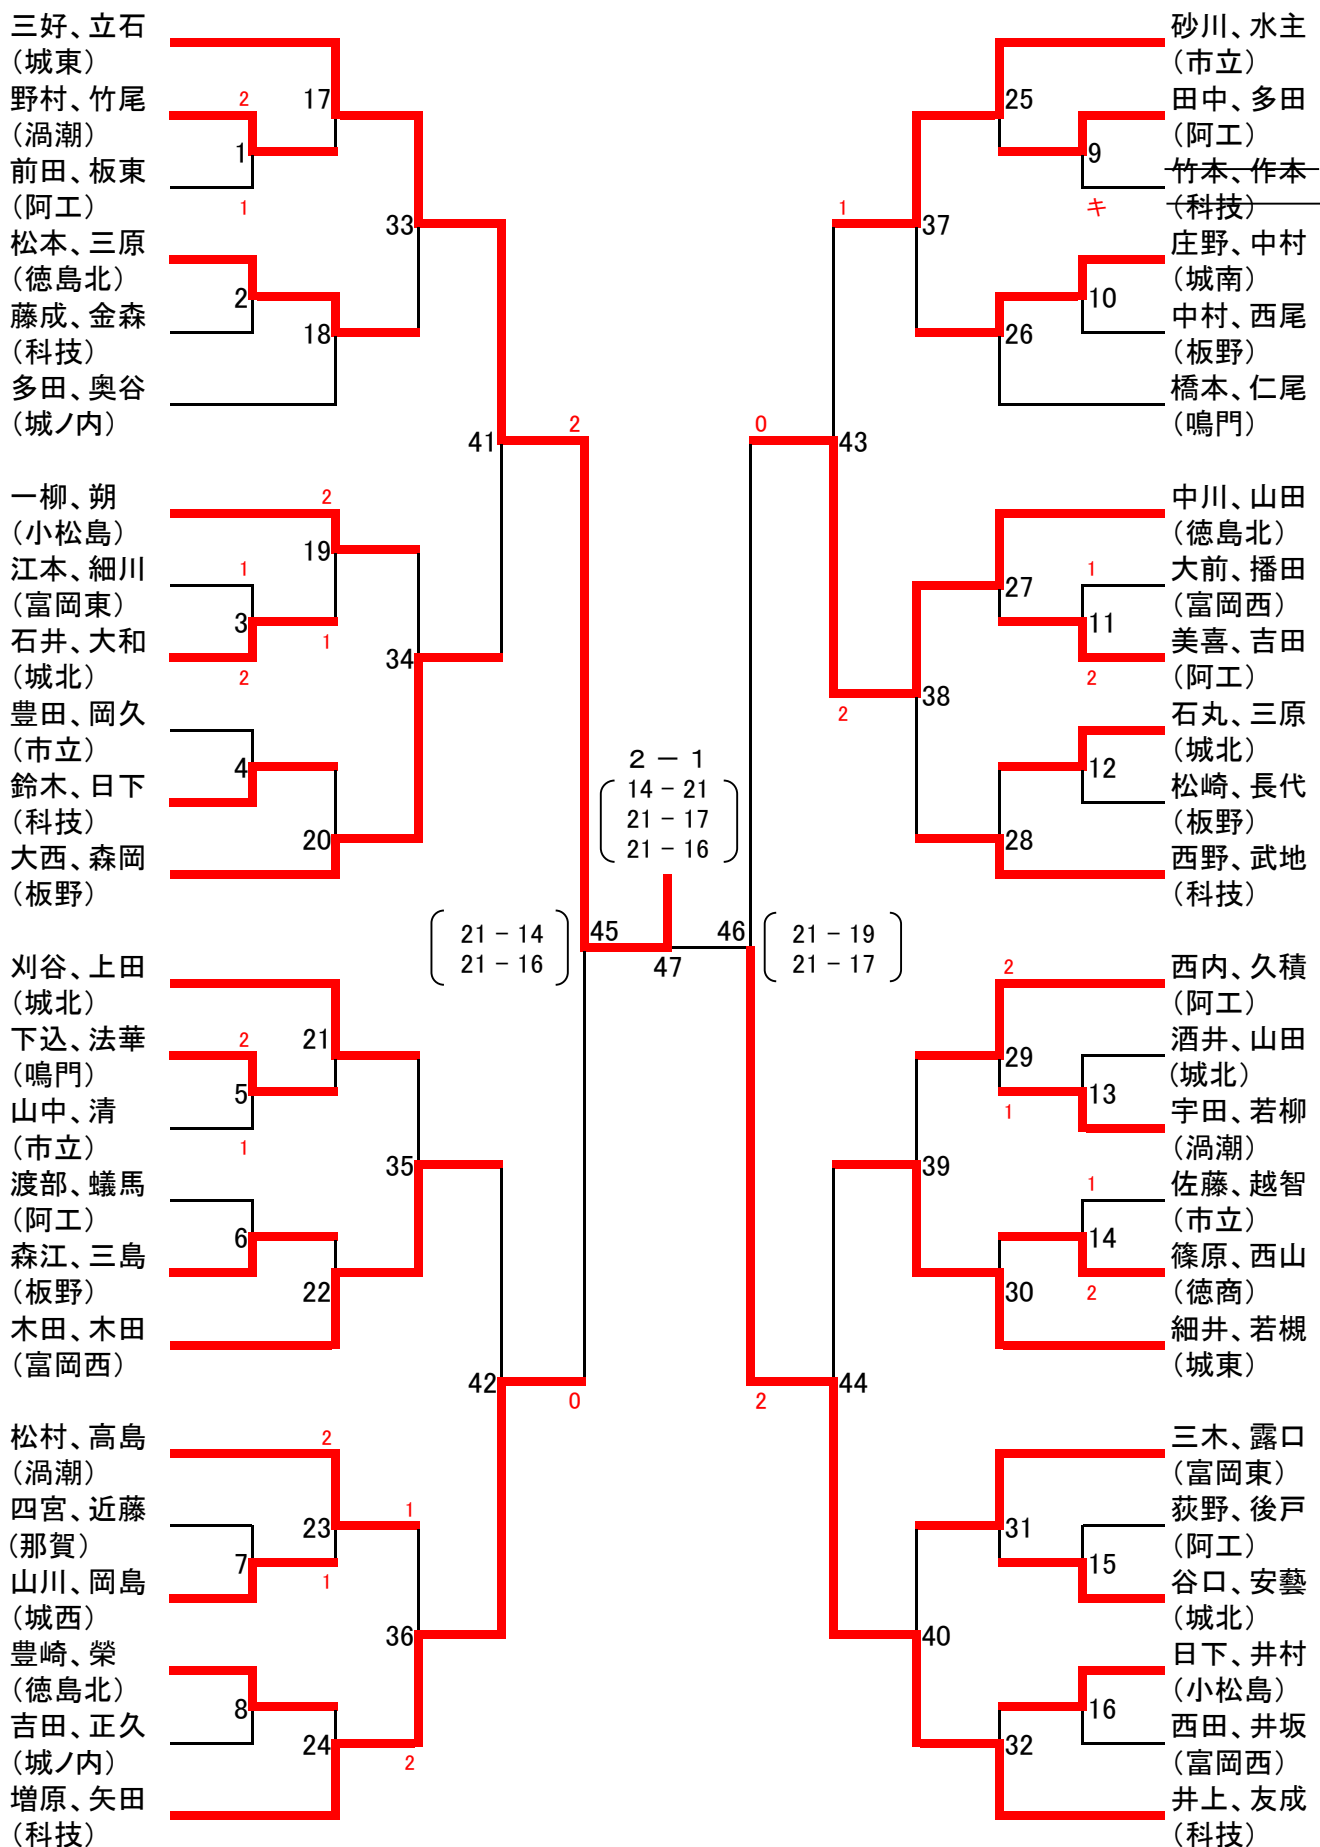 三好、立石
(城東)
野村、竹尾
(渦潮)
前田、板東
(阿工)
松本、三原
(徳島北)
藤成、金森
(科技)
多田、奥谷
(城ノ内)
一柳、朔
(小松島)
江本、細川
(富岡東)
石井、大和
(城北)
豊田、岡久
(市立)
鈴木、日下
(科技)
大西、森岡
(板野)
刈谷、上田
(城北)
下込、法華
(鳴門)
山中、清
(市立)
渡部、蟻馬
(阿工)
森江、三島
(板野)
木田、木田
(富岡西)
松村、高島
(渦潮)
四宮、近藤
(那賀)
山川、岡島
(城西)
豊崎、榮
(徳島北)
吉田、正久
(城ノ内)
増原、矢田
(科技)
2
1
1
2
2
1
3
1
2
4
2
5
1
6
7
8
17
18
2
19
1
20
21
22
2
23
1
24
33
34
35
1
36
2
41
42
2
45
0
21 − 14
21 − 16
2 − 1
14 − 21
21 − 17
21 − 16
47
46
21 − 19
21 − 17
0
2
1
43
2
44
37
38
39
40
25
26
27
28
2
29
1
30
31
32
9
キ
10
1
11
2
12
13
1
14
2
15
16
砂川、水主
(市立)
田中、多田
(阿工)
竹本、作本
(科技)
庄野、中村
(城南)
中村、西尾
(板野)
橋本、仁尾
(鳴門)
中川、山田
(徳島北)
大前、播田
(富岡西)
美喜、吉田
(阿工)
石丸、三原
(城北)
松崎、長代
(板野)
西野、武地
(科技)
西内、久積
(阿工)
酒井、山田
(城北)
宇田、若柳
(渦潮)
佐藤、越智
(市立)
篠原、西山
(徳商)
細井、若槻
(城東)
三木、露口
(富岡東)
荻野、後戸
(阿工)
谷口、安藝
(城北)
日下、井村
(小松島)
西田、井坂
(富岡西)
井上、友成
(科技)